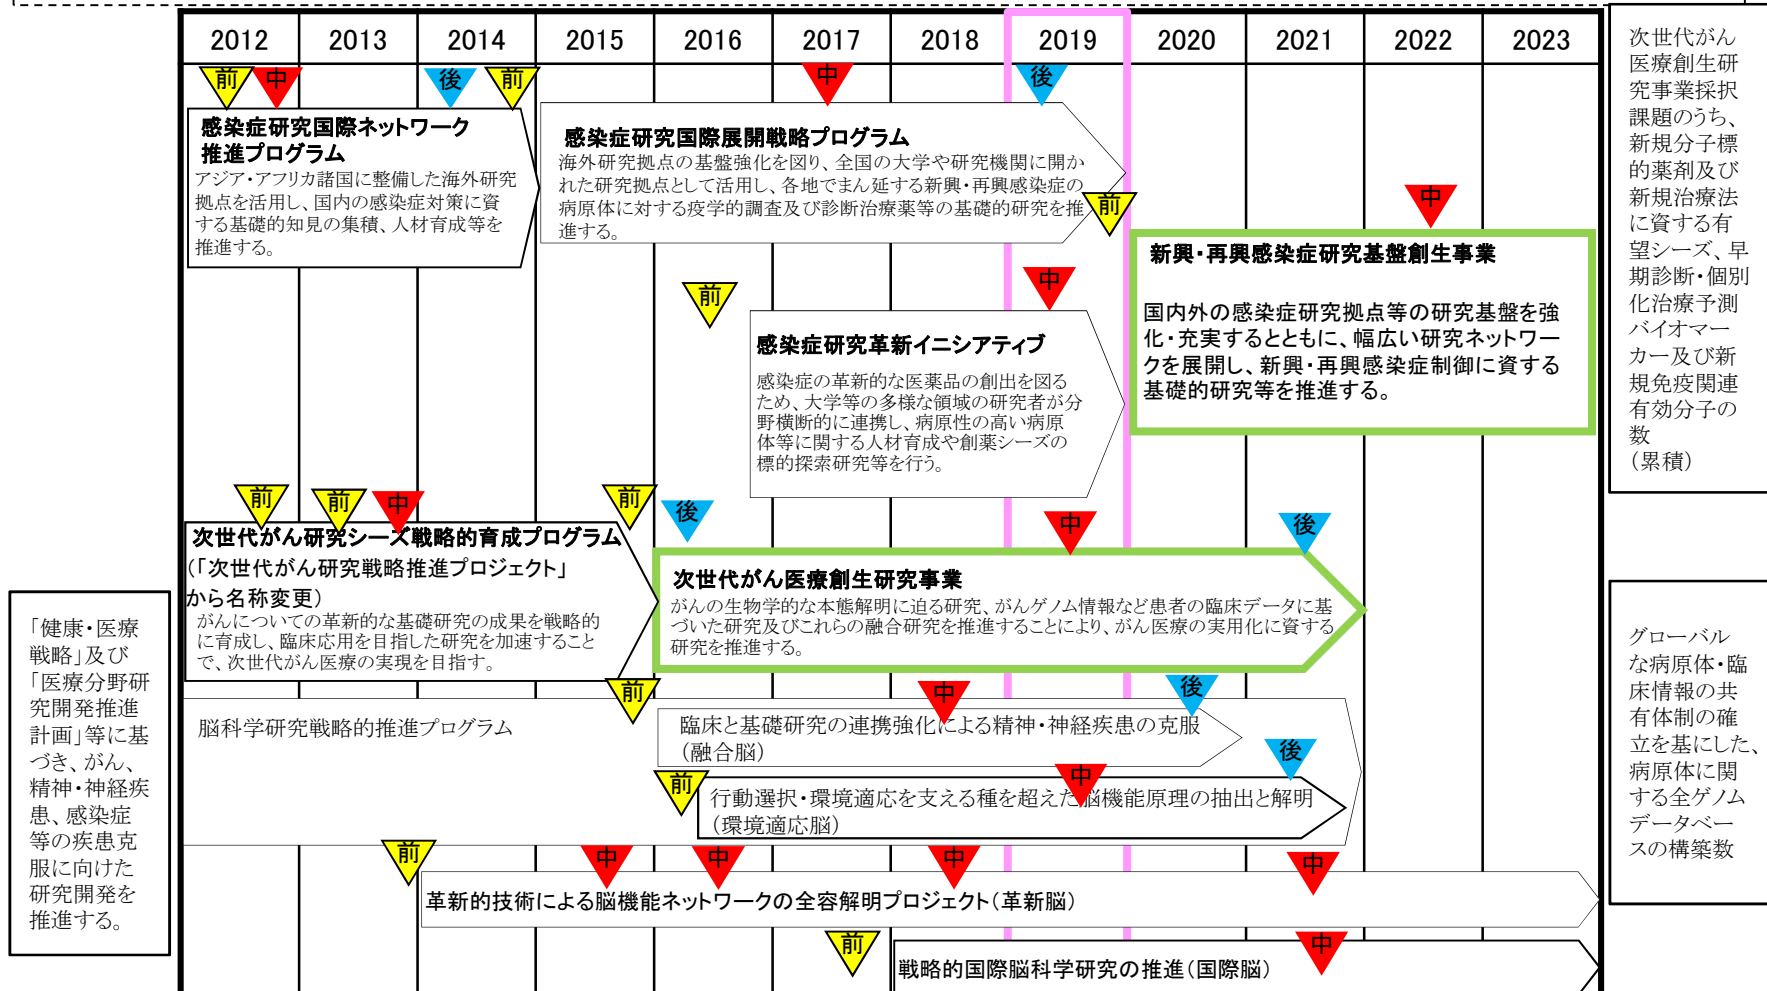 2012 2013 2014 2015 2016 2017 2018 2019 2020 2021 2022 2023
前 中 後 前 中 後
感染症研究国際ネットワーク
推進プログラム
アジア・アフリカ諸国に整備した海外研究
拠点を活用し、国内の感染症対策に資
する基礎的知見の集積、人材育成等を
推進する。
感染症研究国際展開戦略プログラム
海外研究拠点の基盤強化を図り、全国の大学や研究機関に開か
れた研究拠点として活用し、各地でまん延する新興・再興感染症の
病原体に対する疫学的調査及び診断治療薬等の基礎的研究を推
進する。
前
中
新興・再興感染症研究基盤創生事業
国内外の感染症研究拠点等の研究基盤を強
化・充実するとともに、幅広い研究ネットワー
クを展開し、新興・再興感染症制御に資する
基礎的研究等を推進する。
前
中
感染症研究革新イニシアティブ
感染症の革新的な医薬品の創出を図る
ため、大学等の多様な領域の研究者が分
野横断的に連携し、病原性の高い病原
体等に関する人材育成や創薬シーズの
標的探索研究等を行う。
前 前 中 前 後 中 後
次世代がん研究シーズ戦略的育成プログラム
(「次世代がん研究戦略推進プロジェクト」
から名称変更)
がんについての革新的な基礎研究の成果を戦略的
に育成し、臨床応用を目指した研究を加速すること
で、次世代がん医療の実現を目指す。
次世代がん医療創生研究事業
がんの生物学的な本態解明に迫る研究、がんゲノム情報など患者の臨床データに基
づいた研究及びこれらの融合研究を推進することにより、がん医療の実用化に資する
研究を推進する。
前 中 後
脳科学研究戦略的推進プログラム
臨床と基礎研究の連携強化による精神・神経疾患の克服
(融合脳)
前 中 後
行動選択・環境適応を支える種を超えた脳機能原理の抽出と解明
(環境適応脳)
前 中 中 中 中
革新的技術による脳機能ネットワークの全容解明プロジェクト(革新脳)
前 中
戦略的国際脳科学研究の推進(国際脳)
「健康・医療
戦略」及び
「医療分野研
究開発推進
計画」等に基
づき、がん、
精神・神経疾
患、感染症
等の疾患克
服に向けた
研究開発を
推進する。
次世代がん
医療創生研
究事業採択
課題のうち、
新規分子標
的薬剤及び
新規治療法
に資する有
望シーズ、早
期診断・個別
化治療予測
バイオマー
カー及び新
規免疫関連
有効分子の
数
(累積)
グローバル
な病原体・臨
床情報の共
有体制の確
立を基にした、
病原体に関
する全ゲノム
データベー
スの構築数